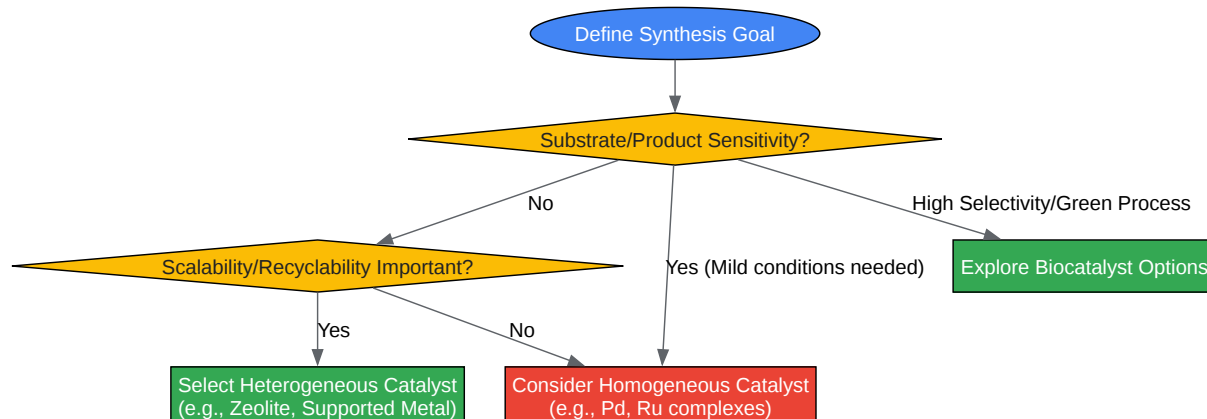 Define Synthesis Goal
Substrate/Product Sensitivity?
No
High Selectivity/Green Process
Scalability/Recyclability Important?
Yes (Mild conditions needed)
Explore Biocatalyst Options
Yes
No
Select Heterogeneous Catalyst
(e.g., Zeolite, Supported Metal)
Consider Homogeneous Catalyst
(e.g., Pd, Ru complexes)